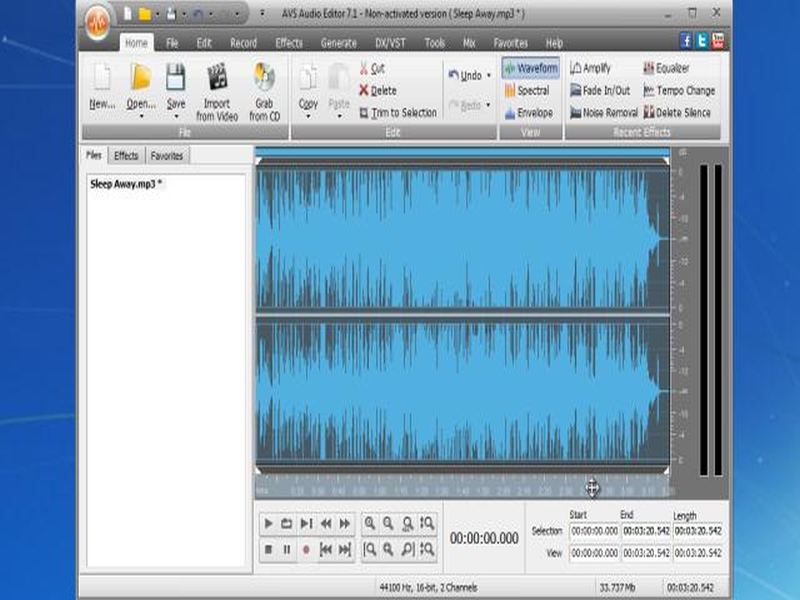 AVS Audio Editor 7.1 - Non-activated version ( Sleep Away.mp3 * )
Home File Edit Record Effects Generate DX/VST Tools Mix Favorites Help
Cut Waveform Amplify Equalizer
Undo
Delete Spectral Fade In/Out Tempo Change
New... Open... Save Import from Video Grab from CD Copy Paste Redo
Trim to Selection Envelope Noise Removal Delete Silence
File Edit View Recent Effects
Files Effects Favorites
Sleep Away.mp3 *
dB
Start End Length
00:00:00.000
Selection 00:00:00.000 00:03:20.542 00:03:20.542
View 00:00:00.000 00:03:20.542 00:03:20.542
44100 Hz, 16-bit, 2 Channels 33.737 Mb 00:03:20.542